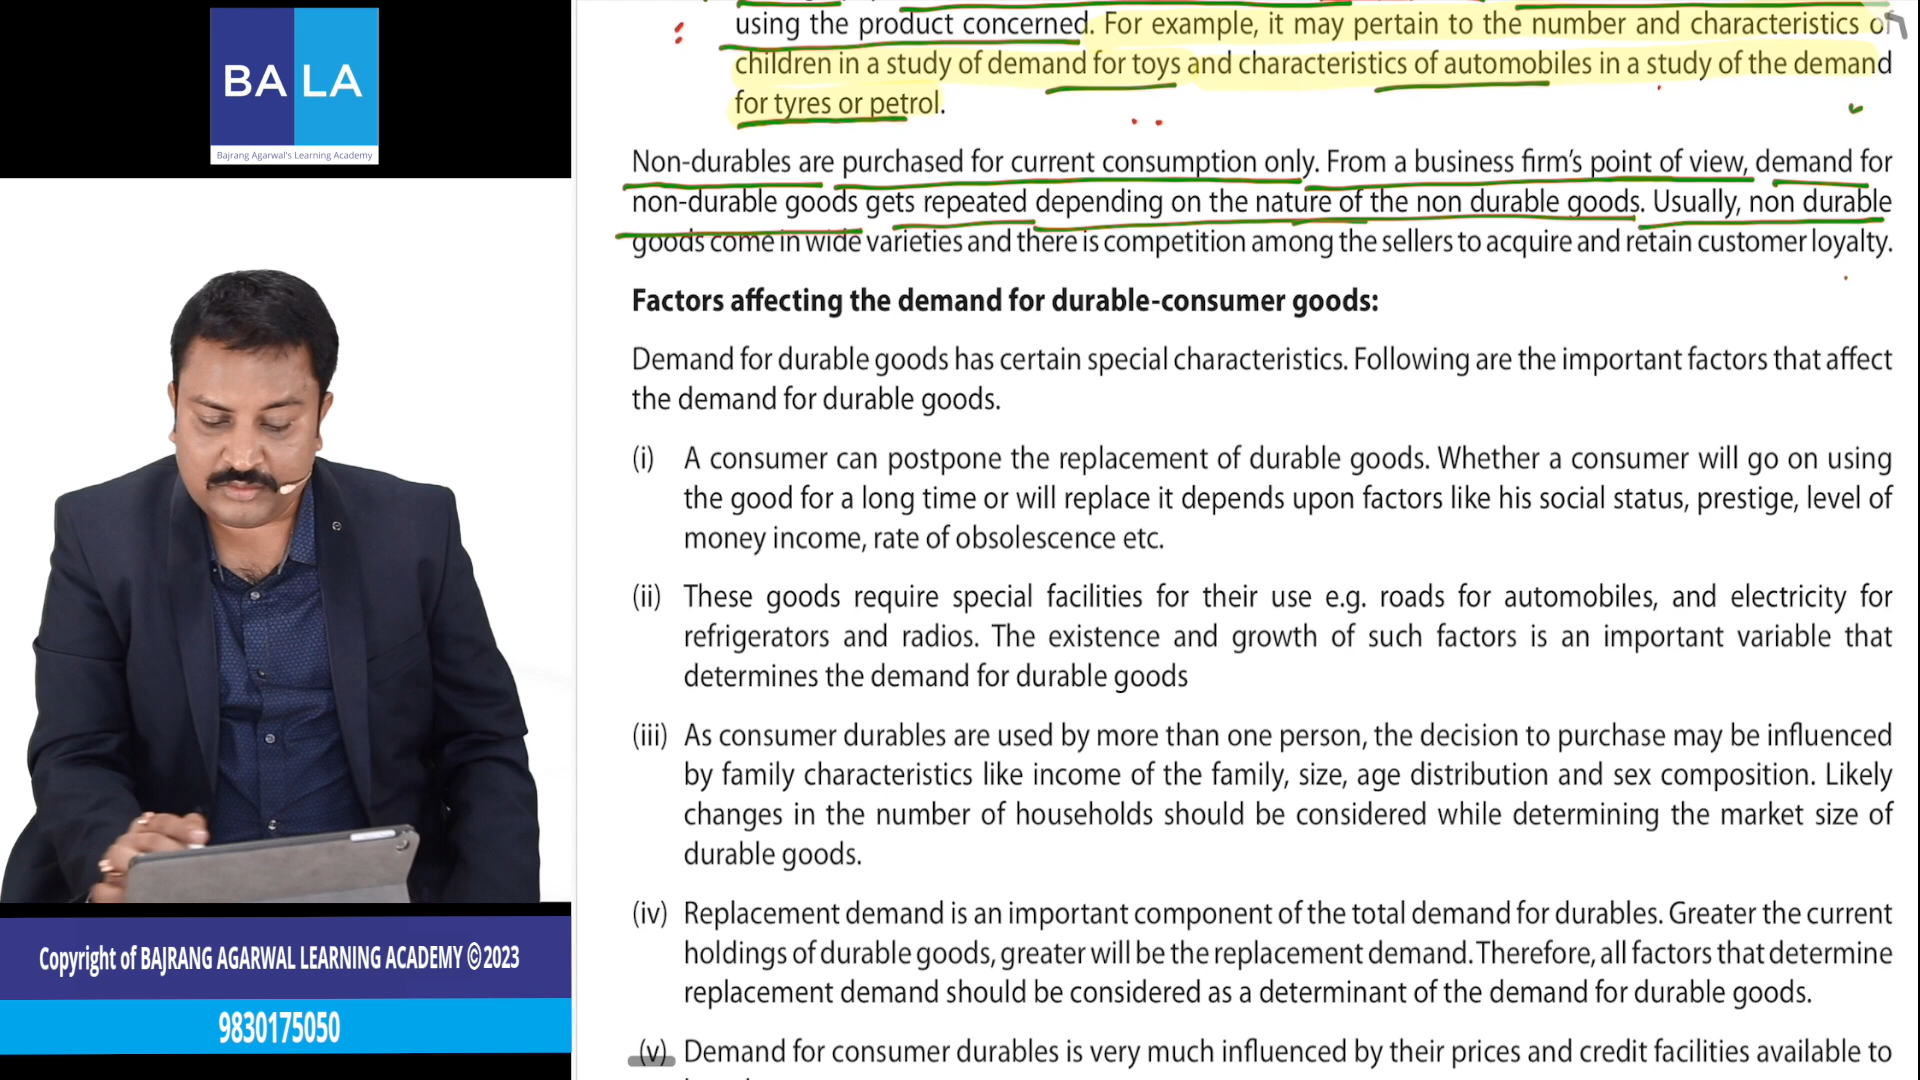 BA LA
Bajrang Agarwal's Learning Academy
using the product concerned. For example, it may pertain to the number and characteristics of
children in a study of demand for toys and characteristics of automobiles in a study of the demand
for tyres or petrol.
Non-durables are purchased for current consumption only. From a business firm's point of view, demand for
non-durable goods gets repeated depending on the nature of the non durable goods. Usually, non durable
goods come in wide varieties and there is competition among the sellers to acquire and retain customer loyalty.
Factors affecting the demand for durable-consumer goods:
Demand for durable goods has certain special characteristics. Following are the important factors that affect
the demand for durable goods.
(i) A consumer can postpone the replacement of durable goods. Whether a consumer will go on using
the good for a long time or will replace it depends upon factors like his social status, prestige, level of
money income, rate of obsolescence etc.
(ii) These goods require special facilities for their use e.g. roads for automobiles, and electricity for
refrigerators and radios. The existence and growth of such factors is an important variable that
determines the demand for durable goods
(iii) As consumer durables are used by more than one person, the decision to purchase may be influenced
by family characteristics like income of the family, size, age distribution and sex composition. Likely
changes in the number of households should be considered while determining the market size of
durable goods.
(iv) Replacement demand is an important component of the total demand for durables. Greater the current
holdings of durable goods, greater will be the replacement demand. Therefore, all factors that determine
replacement demand should be considered as a determinant of the demand for durable goods.
(v) Demand for consumer durables is very much influenced by their prices and credit facilities available to
Copyright of BAJRANG AGARWAL LEARNING ACADEMY © 2023
9830175050